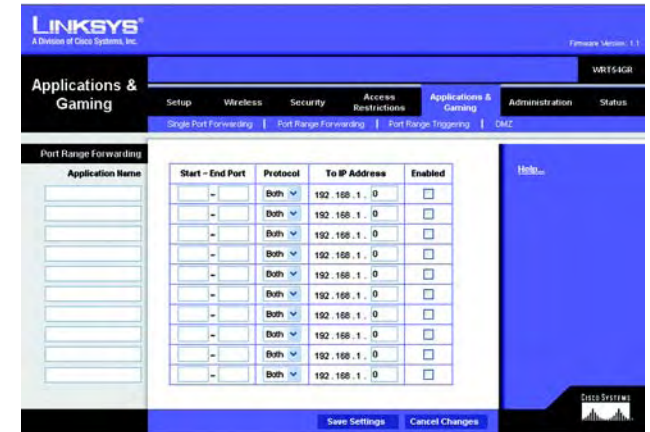 LINKSYS®
A Division of Cisco Systems, Inc.
Firmware Version: 1.1
WRT54GR
Applications & Gaming
Setup Wireless Security Access Restrictions Applications & Gaming Administration Status
Single Port Forwarding | Port Range Forwarding | Port Range Triggering | DMZ
Port Range Forwarding
Application Name Start – End Port Protocol To IP Address Enabled
Help...
- Both 192 . 168 . 1 . 0
- Both 192 . 168 . 1 . 0
- Both 192 . 168 . 1 . 0
- Both 192 . 168 . 1 . 0
- Both 192 . 168 . 1 . 0
- Both 192 . 168 . 1 . 0
- Both 192 . 168 . 1 . 0
- Both 192 . 168 . 1 . 0
- Both 192 . 168 . 1 . 0
- Both 192 . 168 . 1 . 0
Save Settings Cancel Changes
CISCO SYSTEMS